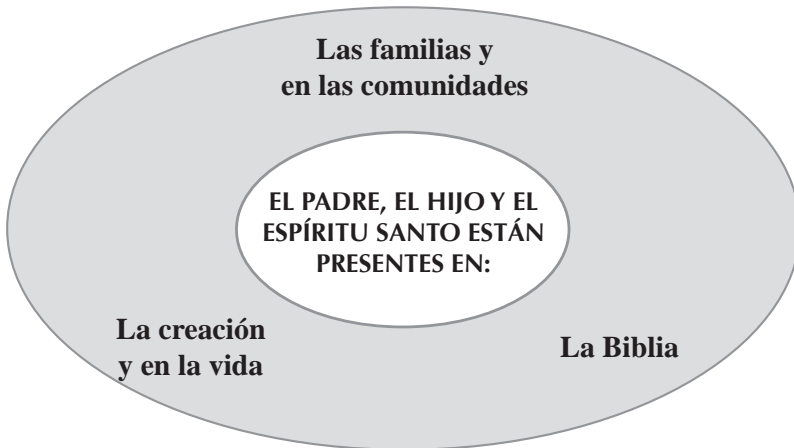 Las familias y
en las comunidades
EL PADRE, EL HIJO Y EL
ESPÍRITU SANTO ESTÁN
PRESENTES EN:
La creación
y en la vida
La Biblia